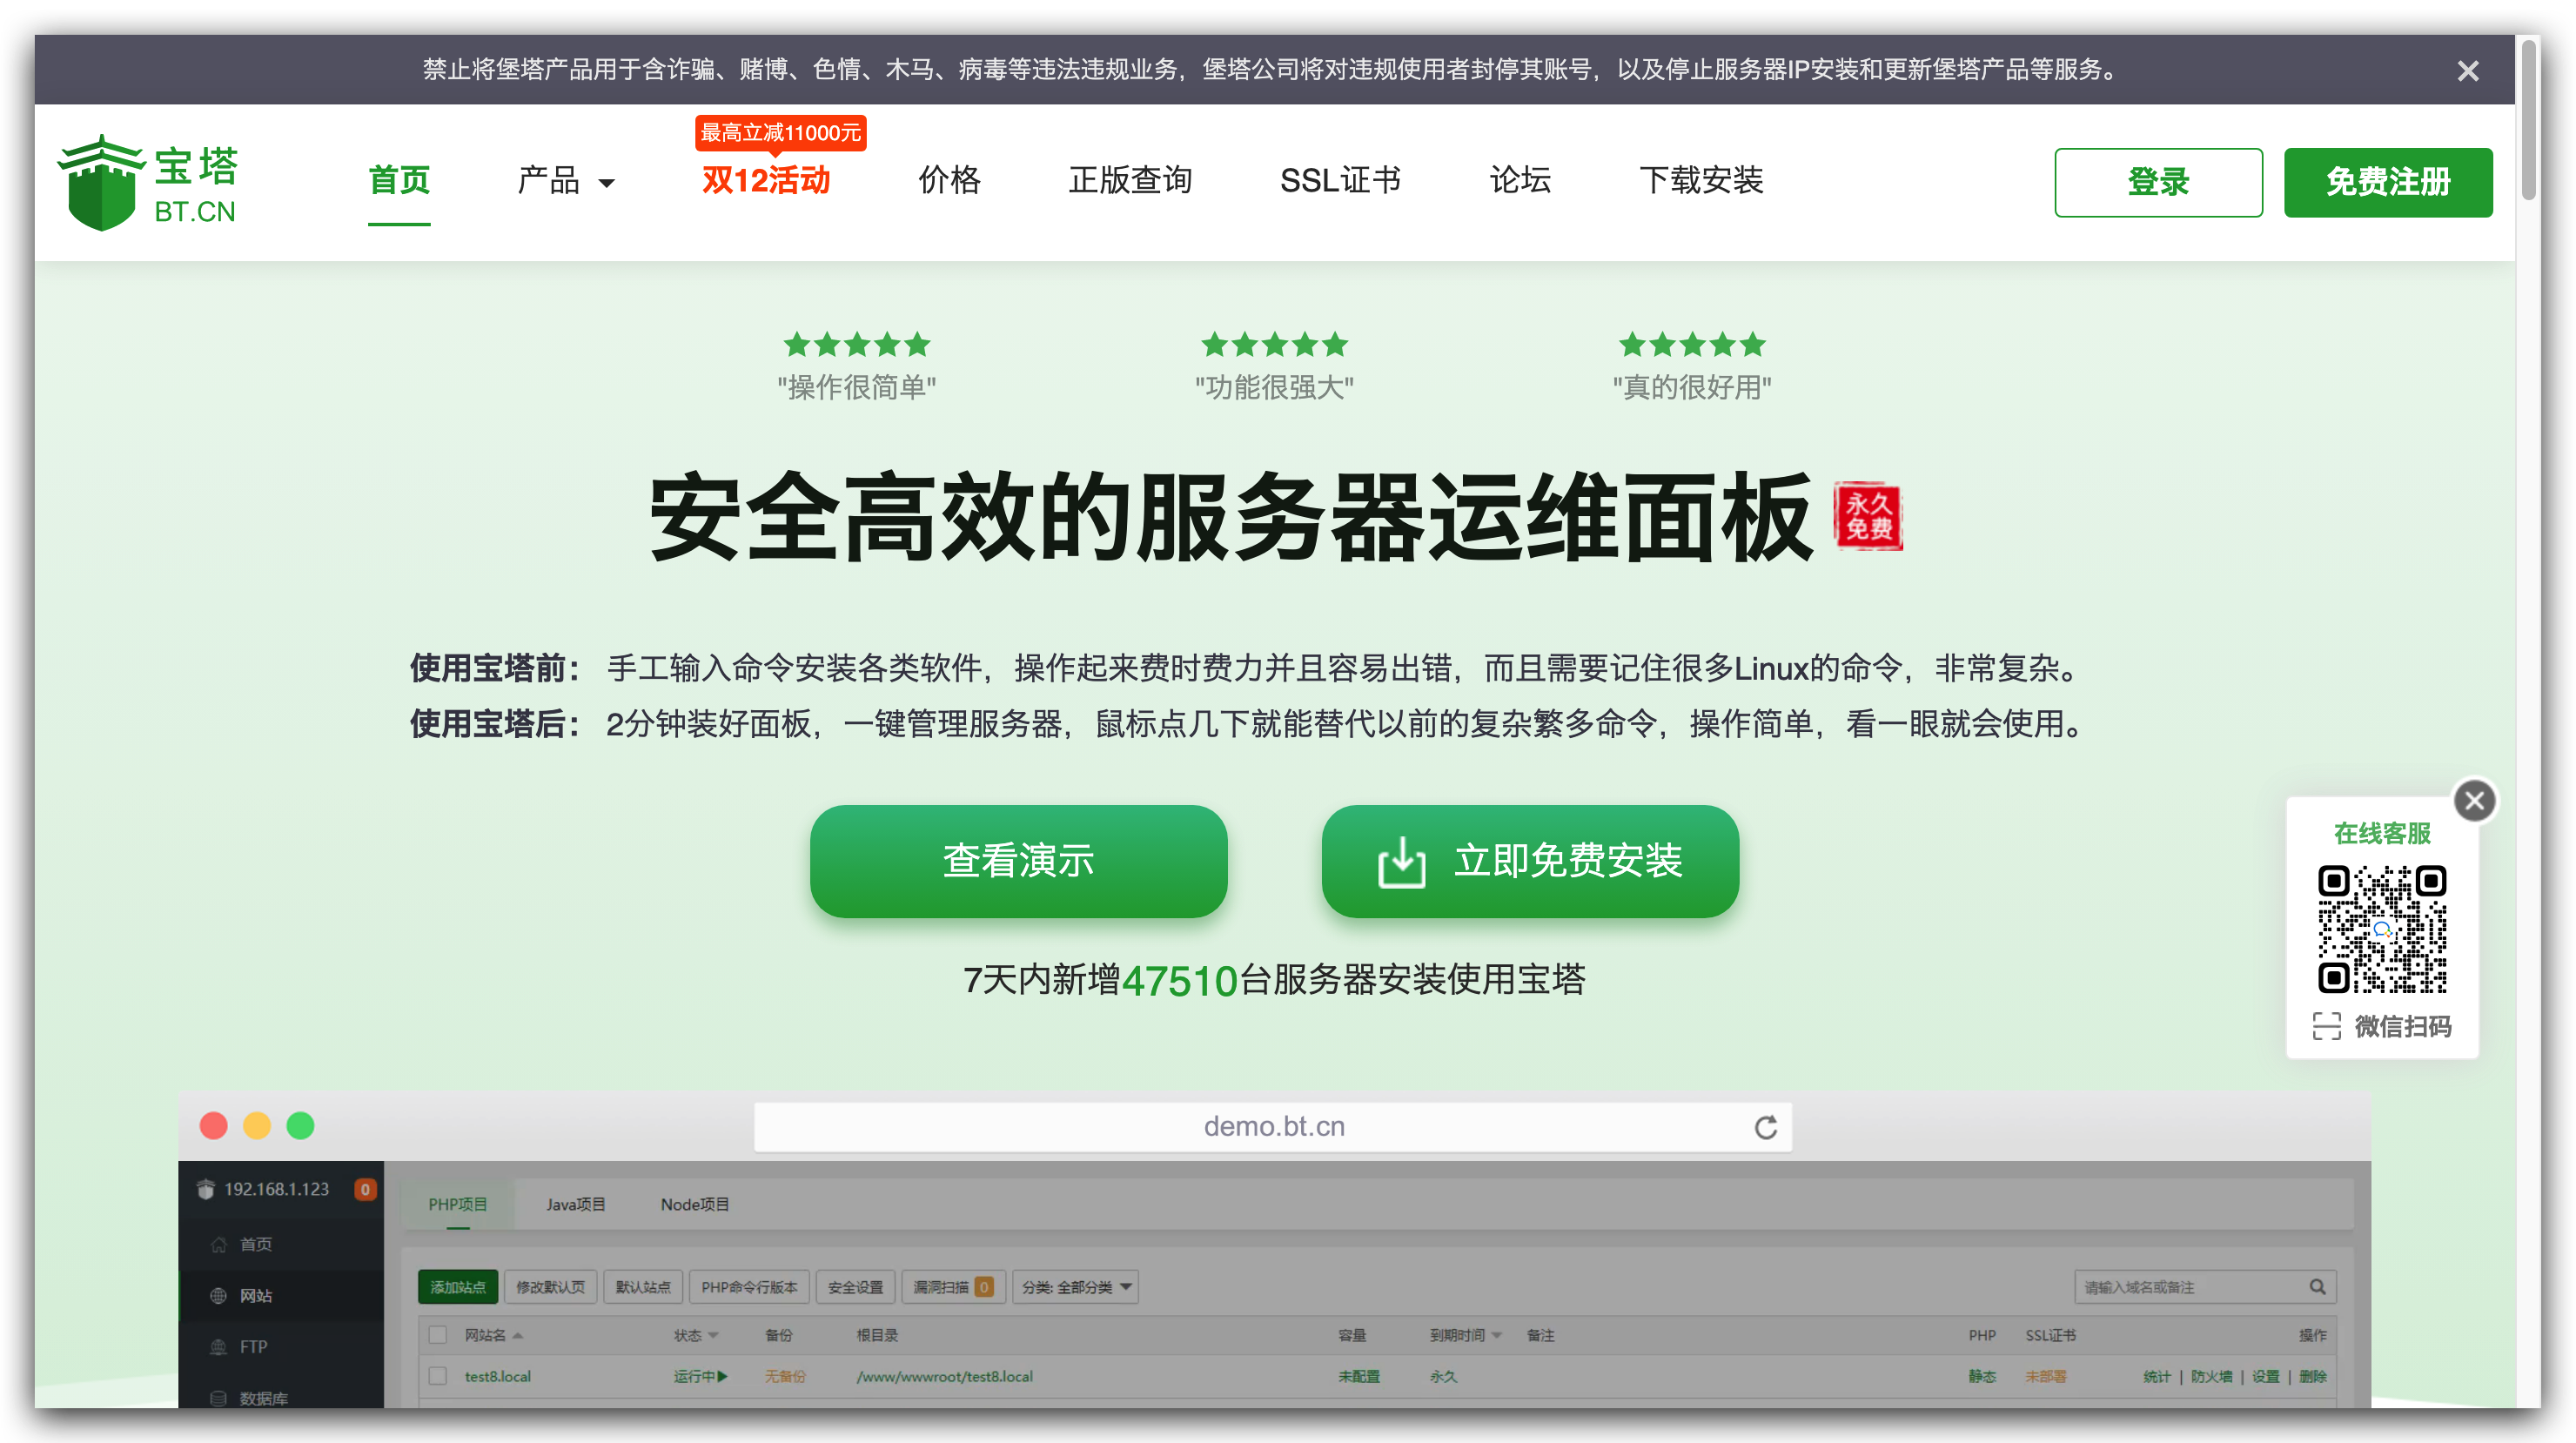 禁止将堡塔产品用于含诈骗、赌博、色情、木马、病毒等违法违规业务，堡塔公司将对违规使用者封停其账号，以及停止服务器IP安装和更新堡塔产品等服务。
宝塔
BT.CN
首页
产品
最高立减11000元
双12活动
价格
正版查询
SSL证书
论坛
下载安装
登录
免费注册
"操作很简单"
"功能很强大"
"真的很好用"
安全高效的服务器运维面板
永久
免费
使用宝塔前： 手工输入命令安装各类软件，操作起来费时费力并且容易出错，而且需要记住很多Linux的命令，非常复杂。
使用宝塔后： 2分钟装好面板，一键管理服务器，鼠标点几下就能替代以前的复杂繁多命令，操作简单，看一眼就会使用。
查看演示
立即免费安装
7天内新增47510台服务器安装使用宝塔
在线客服
微信扫码
demo.bt.cn
192.168.1.123 0
首页
网站
FTP
数据库
PHP项目 Java项目 Node项目
添加站点 修改默认页 默认站点 PHP命令行版本 安全设置 漏洞扫描 0 分类: 全部分类 请输入域名或备注
网站名 状态 备份 根目录 容量 到期时间 备注 PHP SSL证书 操作
test8.local 运行中 无备份 /www/wwwroot/test8.local 未配置 永久 静态 未部署 统计 | 防火墙 | 设置 | 删除